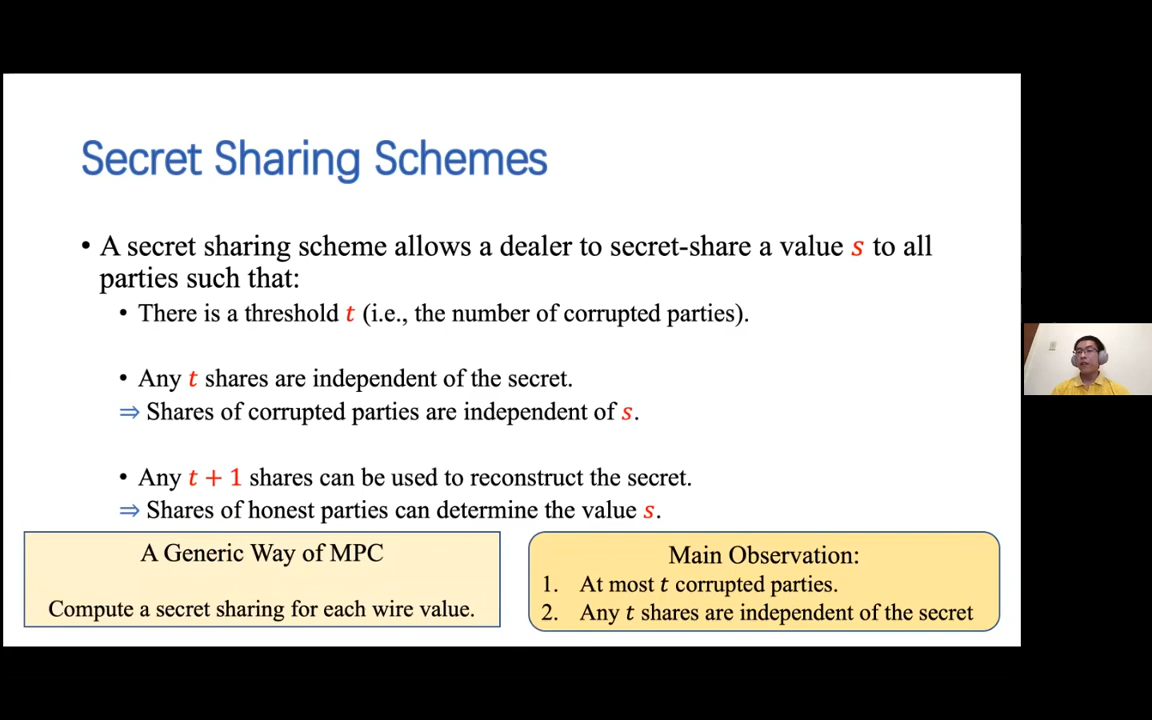 Secret Sharing Schemes
• A secret sharing scheme allows a dealer to secret-share a value s to all
parties such that:
• There is a threshold t (i.e., the number of corrupted parties).
• Any t shares are independent of the secret.
⇒ Shares of corrupted parties are independent of s.
• Any t + 1 shares can be used to reconstruct the secret.
⇒ Shares of honest parties can determine the value s.
A Generic Way of MPC
Compute a secret sharing for each wire value.
Main Observation:
1. At most t corrupted parties.
2. Any t shares are independent of the secret